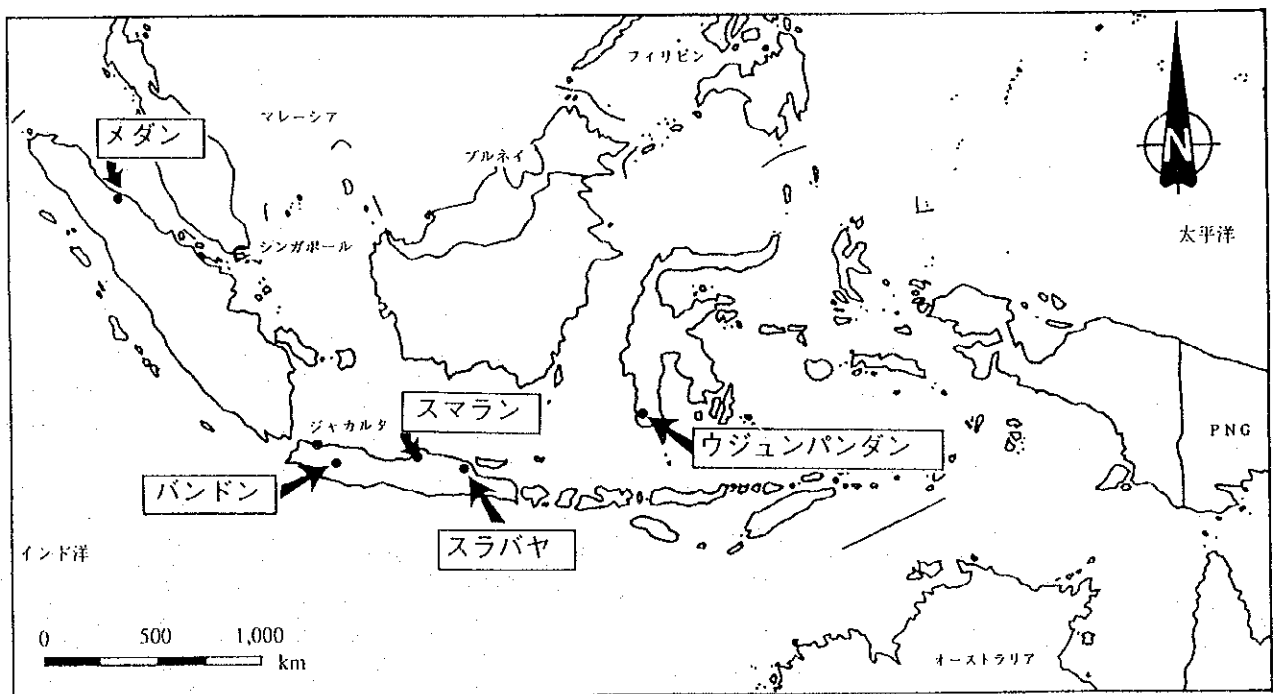 フィリピン
マレーシア
メダン
ブルネイ
N
シンガポール
太平洋
スマラン
ジャカルタ
ウジュンパンダン
PNG
バンドン
スラバヤ
インド洋
0 500 1,000
km
オーストラリア